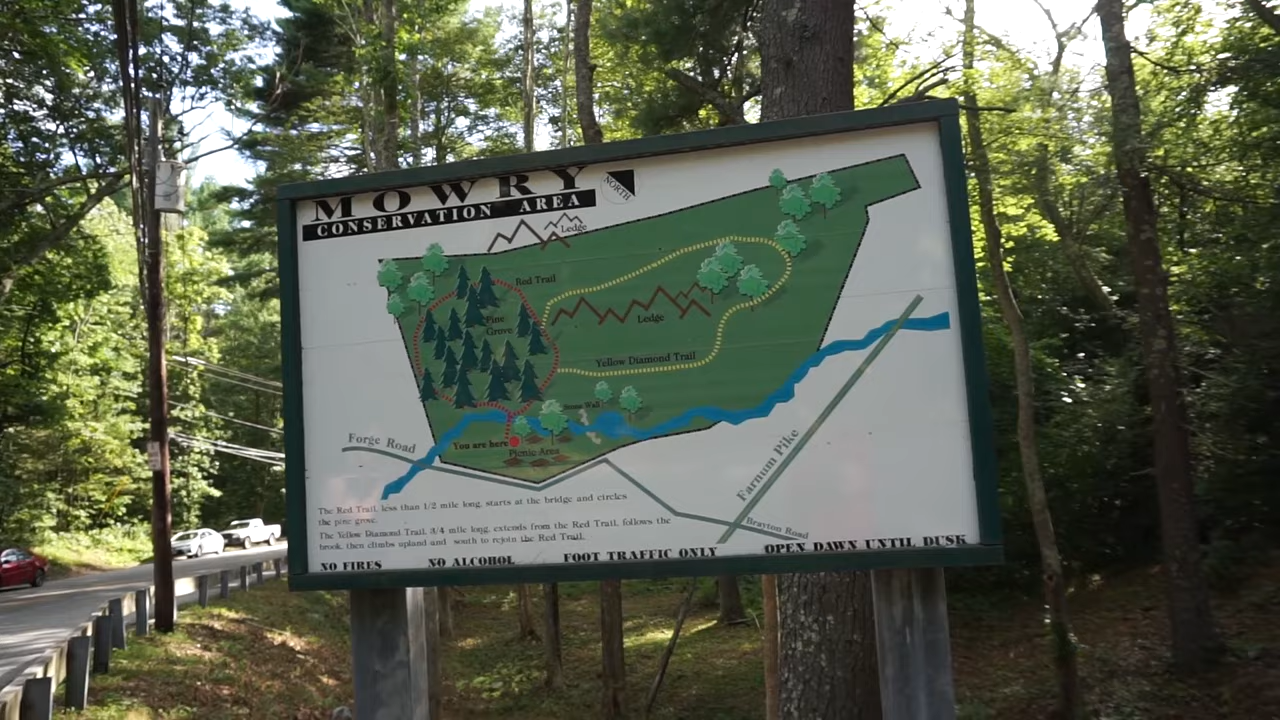 MOWRY
CONSERVATION AREA
NORTH
Ledge
Red Trail
Pine
Grove
Ledge
Yellow Diamond Trail
You are here
Picnic Area
Forge Road
Farnum Pike
Brayton Road
The Red Trail, less than 1/2 mile long, starts at the bridge and circles
the pine grove.
The Yellow Diamond Trail, 3/4 mile long, extends from the Red Trail, follows the
brook, then climbs upland and south to rejoin the Red Trail.
NO FIRES NO ALCOHOL FOOT TRAFFIC ONLY OPEN DAWN UNTIL DUSK